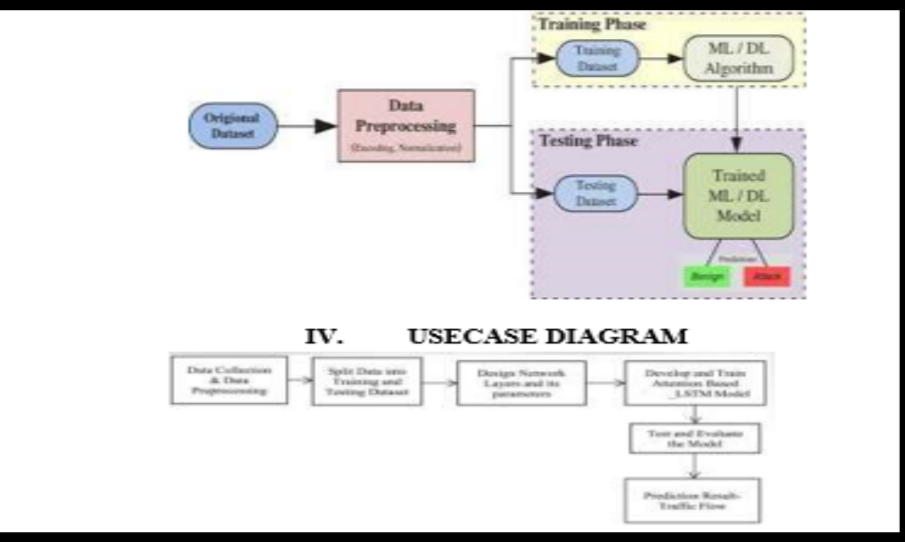 Training Phase
Training
Dataset
ML / DL
Algorithm
Origional
Dataset
Data
Preprocessing
(Encoding, Normalization)
Testing Phase
Testing
Dataset
Trained
ML / DL
Model
Predictions
Benign
Attack
IV. USECASE DIAGRAM
Data Collection
& Data
Preprocessing
Split Data into
Training and
Testing Dataset
Design Network
Layers and its
parameters
Develop and Train
Attention Based
_LSTM Model
Test and Evaluate
the Model
Prediction Result-
Traffic Flow